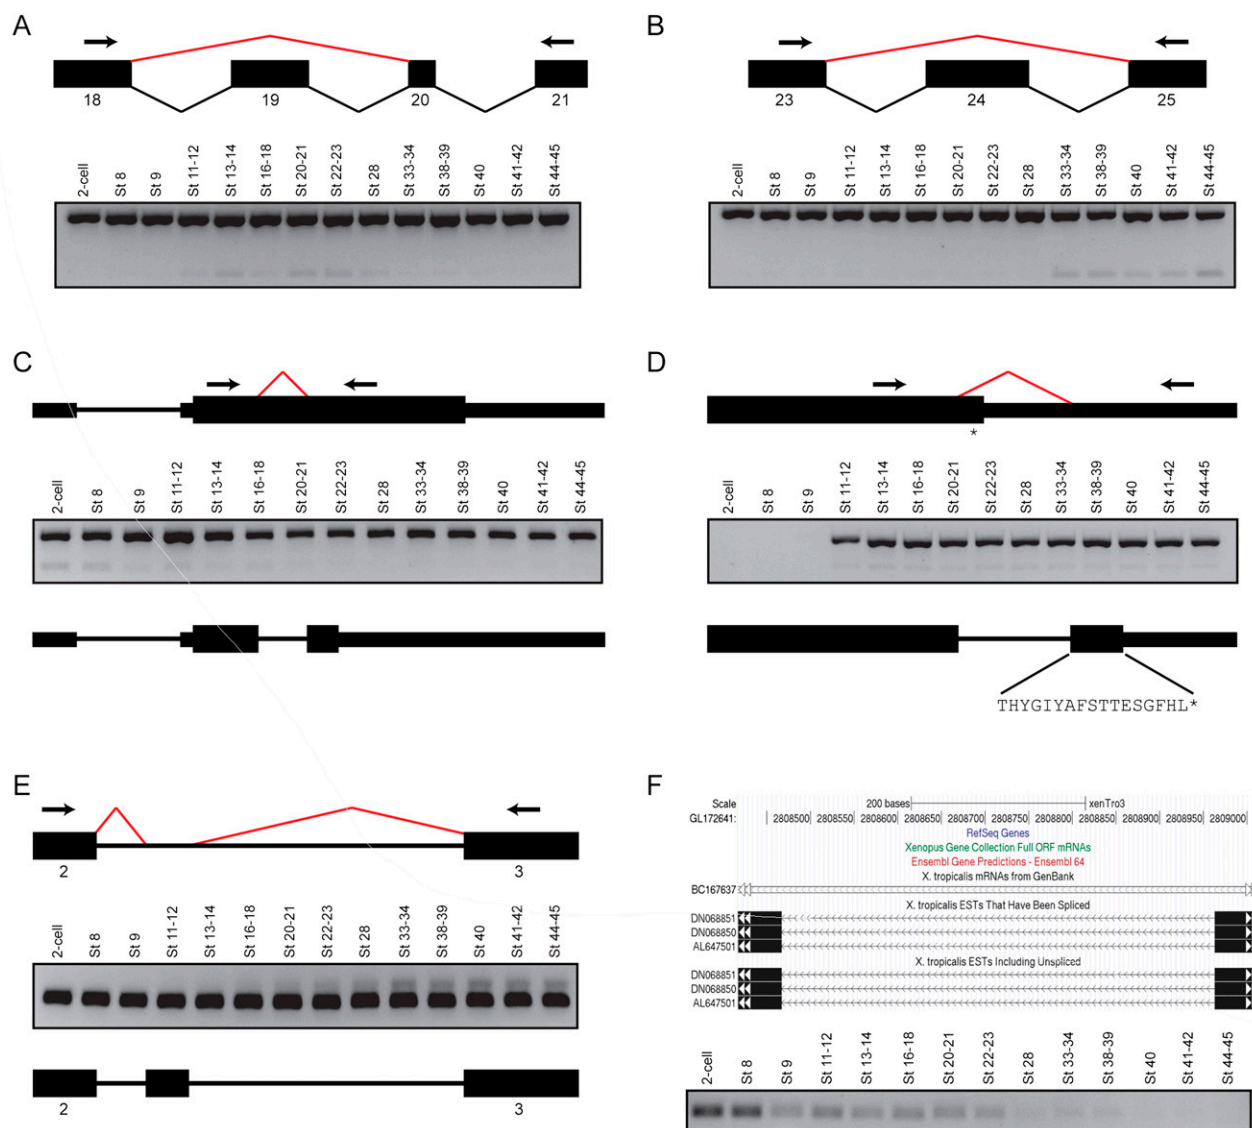 A
18
19
20
21
2-cell
St 8
St 9
St 11-12
St 13-14
St 16-18
St 20-21
St 22-23
St 28
St 33-34
St 38-39
St 40
St 41-42
St 44-45
B
23
24
25
2-cell
St 8
St 9
St 11-12
St 13-14
St 16-18
St 20-21
St 22-23
St 28
St 33-34
St 38-39
St 40
St 41-42
St 44-45
C
2-cell
St 8
St 9
St 11-12
St 13-14
St 16-18
St 20-21
St 22-23
St 28
St 33-34
St 38-39
St 40
St 41-42
St 44-45
D
*
2-cell
St 8
St 9
St 11-12
St 13-14
St 16-18
St 20-21
St 22-23
St 28
St 33-34
St 38-39
St 40
St 41-42
St 44-45
THYGIYAFSTTESGFHL*
E
2
3
2-cell
St 8
St 9
St 11-12
St 13-14
St 16-18
St 20-21
St 22-23
St 28
St 33-34
St 38-39
St 40
St 41-42
St 44-45
2
3
F
Scale 200 bases xenTro3
GL172641: 2808500 2808550 2808600 2808650 2808700 2808750 2808800 2808850 2808900 2808950 2809000
RefSeq Genes
Xenopus Gene Collection Full ORF mRNAs
Ensembl Gene Predictions - Ensembl 64
X. tropicalis mRNAs from GenBank
BC167637
X. tropicalis ESTs That Have Been Spliced
DN068851
DN068850
AL647501
X. tropicalis ESTs Including Unspliced
DN068851
DN068850
AL647501
2-cell
St 8
St 9
St 11-12
St 13-14
St 16-18
St 20-21
St 22-23
St 28
St 33-34
St 38-39
St 40
St 41-42
St 44-45